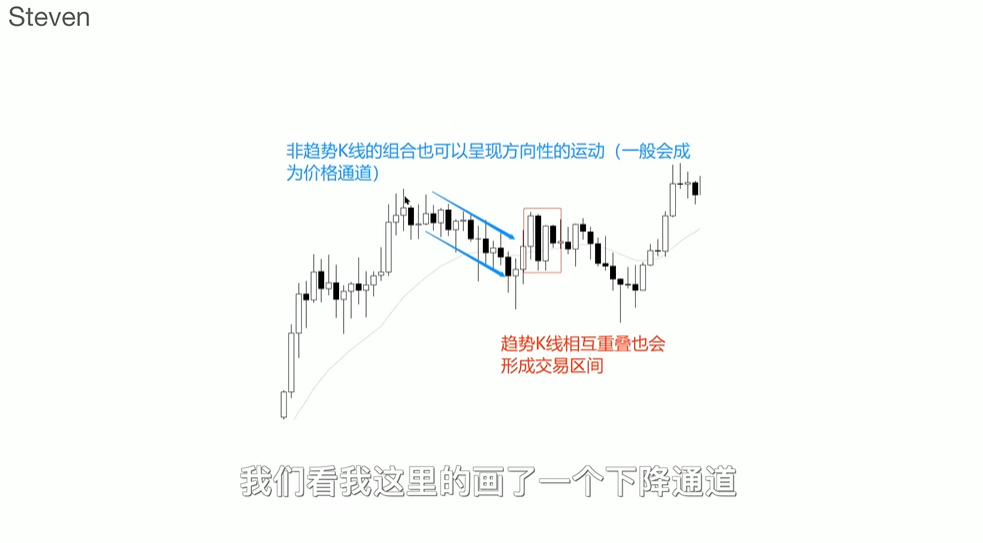 Steven
非趋势K线的组合也可以呈现方向性的运动（一般会成
为价格通道）
趋势K线相互重叠也会
形成交易区间
我们看我这里的画了一个下降通道